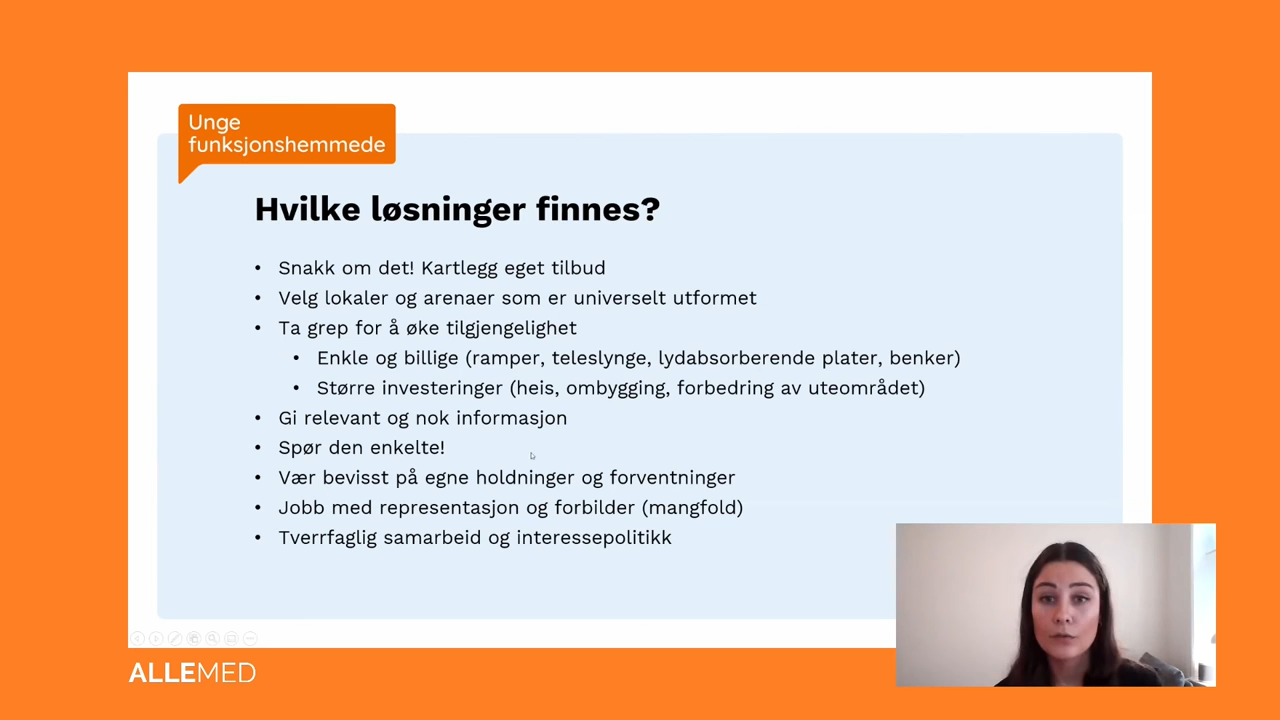 Unge
funksjonshemmede
Hvilke løsninger finnes?
• Snakk om det! Kartlegg eget tilbud
• Velg lokaler og arenaer som er universelt utformet
• Ta grep for å øke tilgjengelighet
• Enkle og billige (ramper, teleslynge, lydabsorberende plater, benker)
• Større investeringer (heis, ombygging, forbedring av uteområdet)
• Gi relevant og nok informasjon
• Spør den enkelte!
• Vær bevisst på egne holdninger og forventninger
• Jobb med representasjon og forbilder (mangfold)
• Tverrfaglig samarbeid og interessepolitikk
ALLEMED